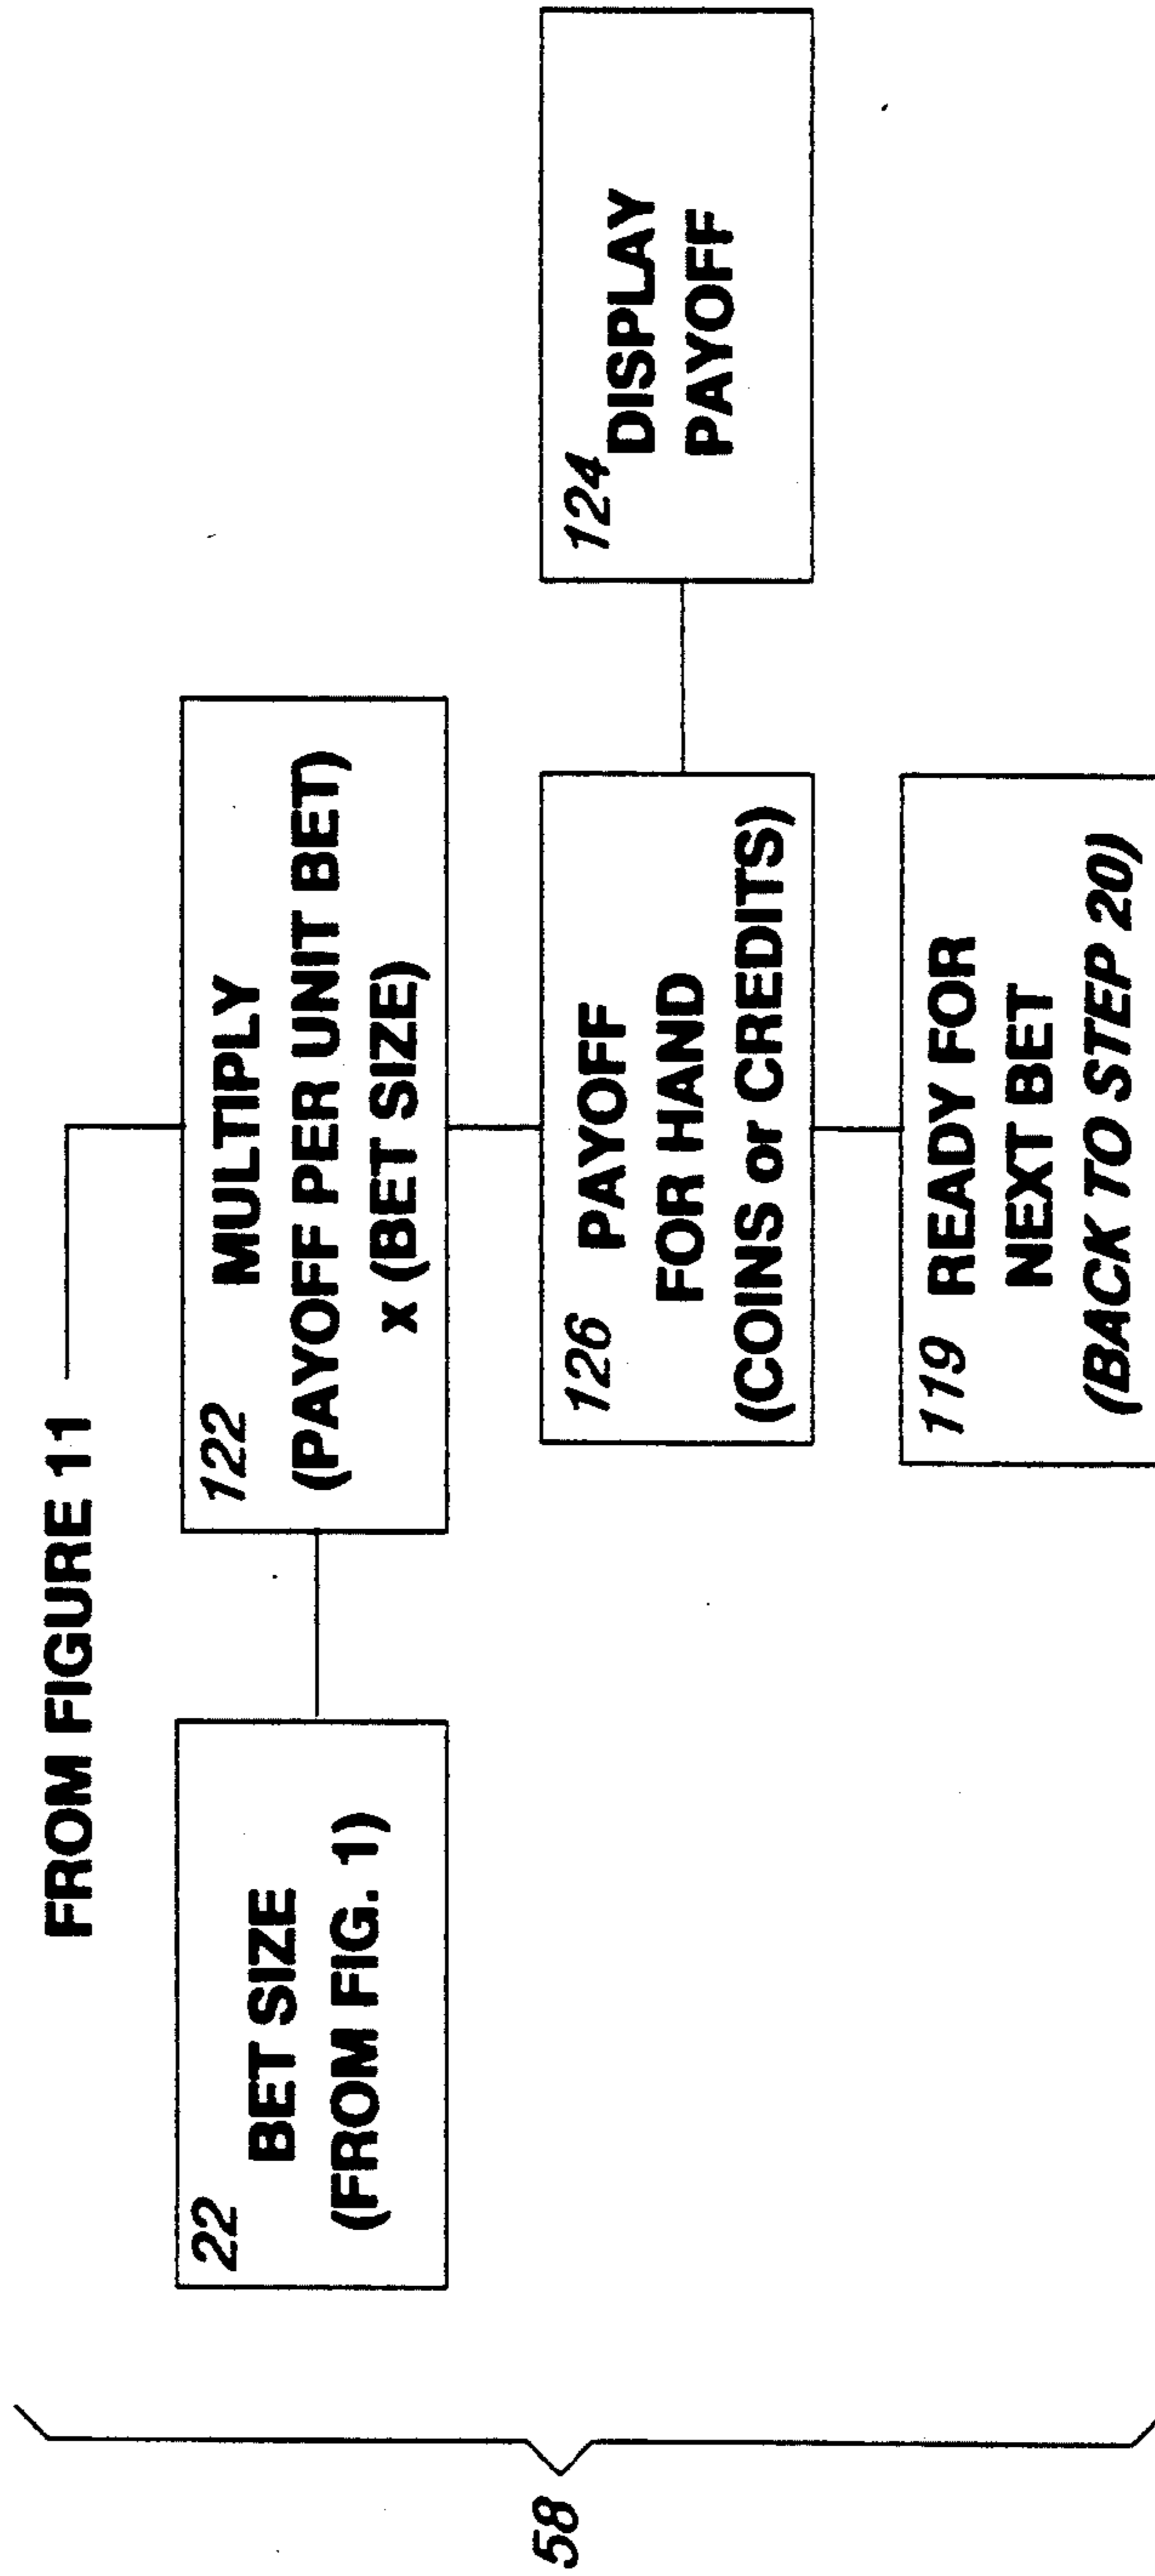 FROM FIGURE 11
22
BET SIZE
(FROM FIG. 1)
122
MULTIPLY
(PAYOFF PER UNIT BET)
x (BET SIZE)
58
126
PAYOFF
FOR HAND
(COINS or CREDITS)
124
DISPLAY
PAYOFF
119 READY FOR
NEXT BET
(BACK TO STEP 20)